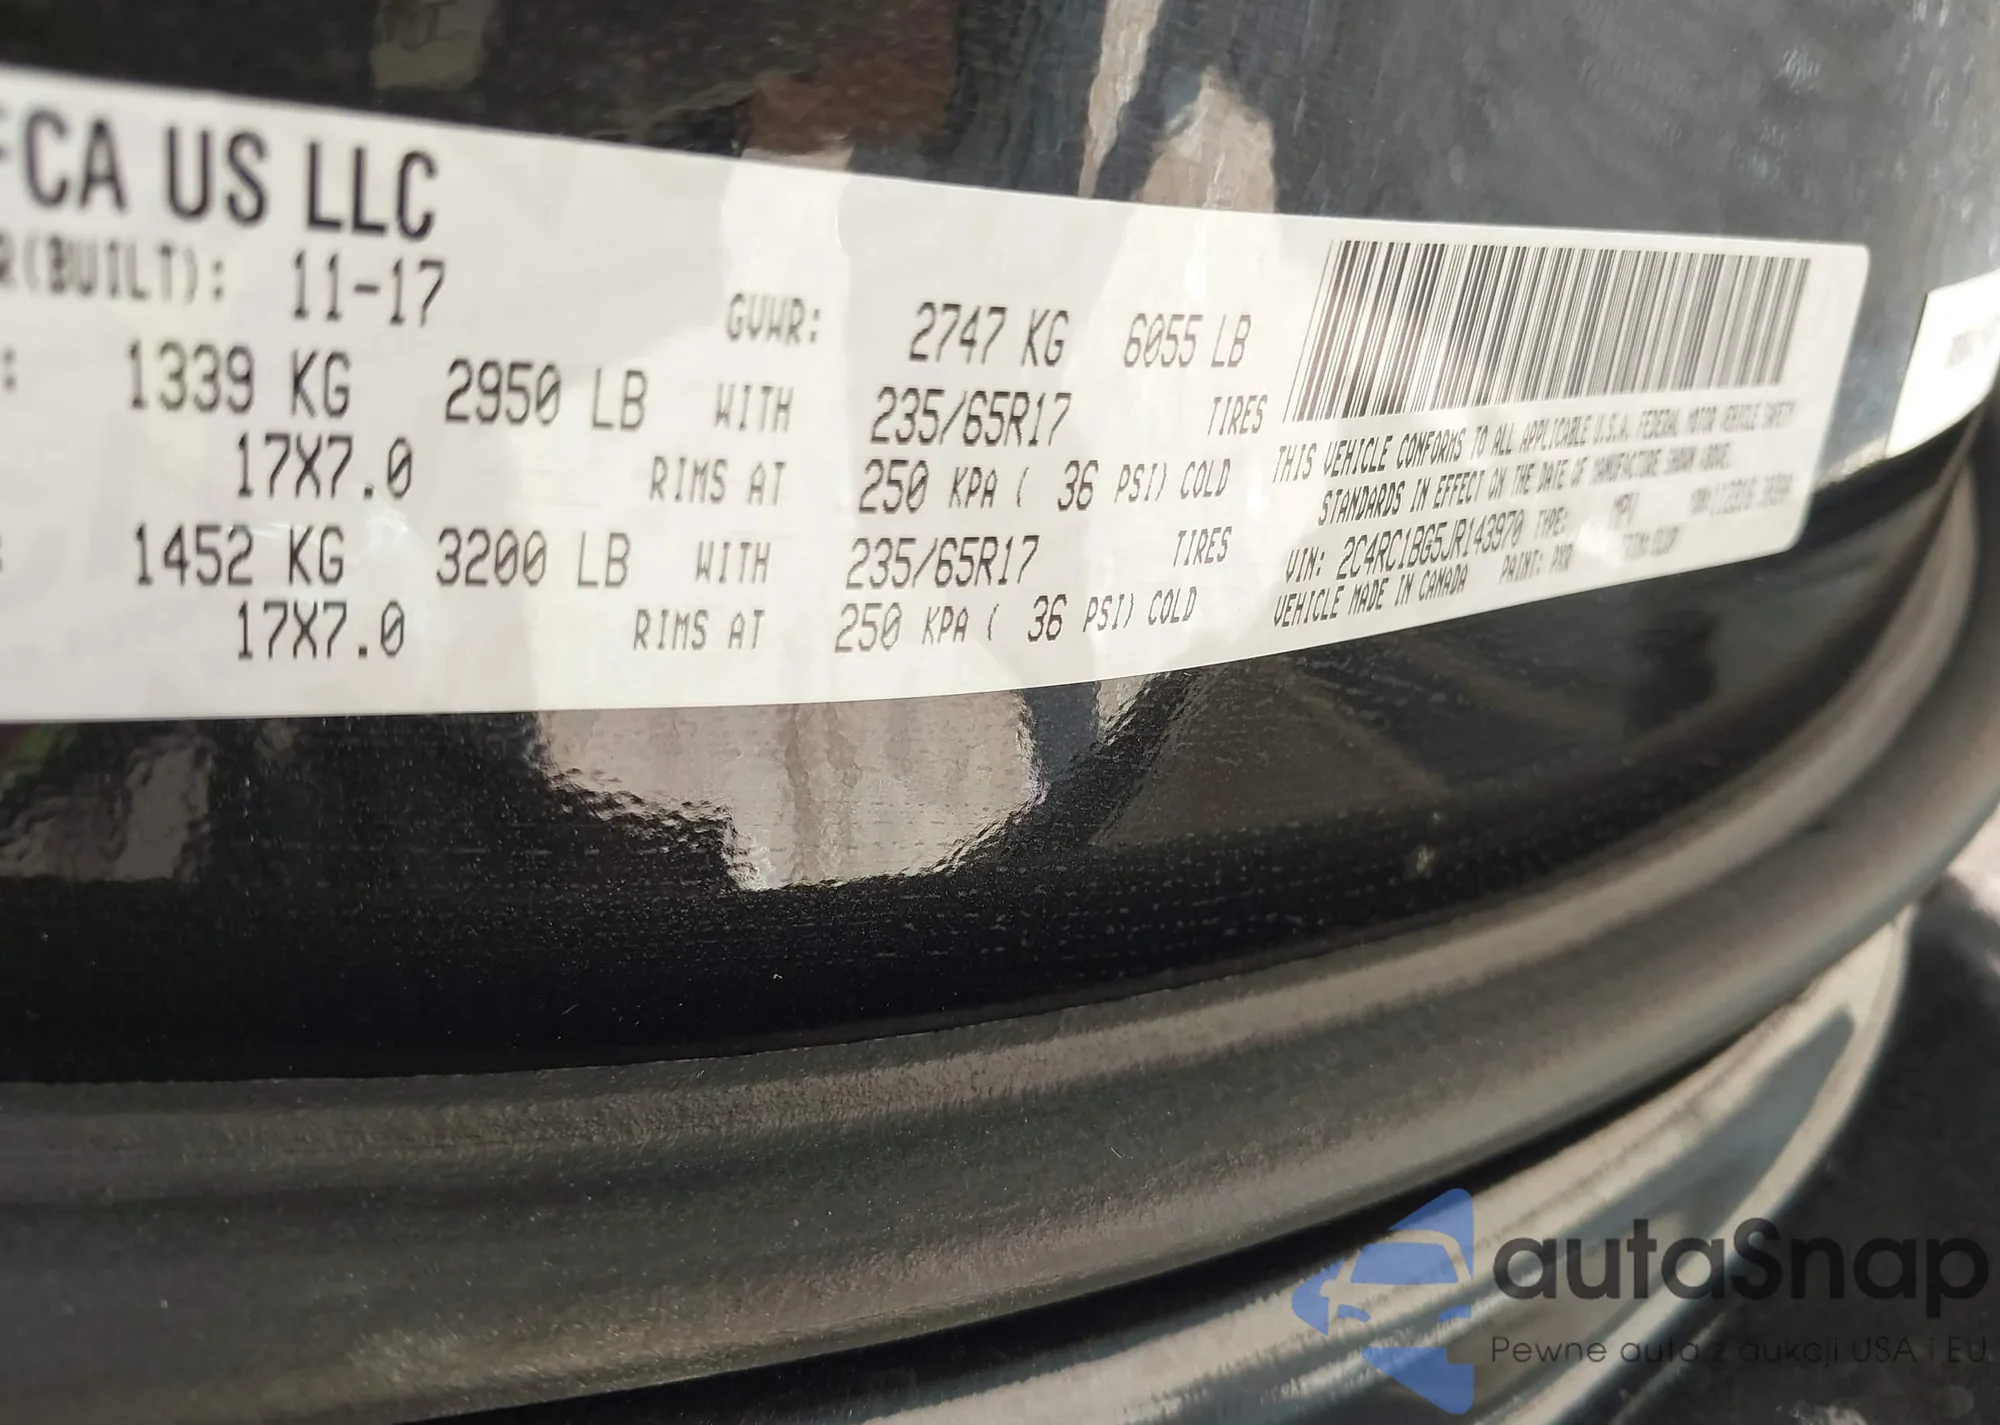 FCA US LLC
R(BUILT): 11-17
GVWR: 2747 KG 6055 LB
: 1339 KG 2950 LB WITH 235/65R17 TIRES
17X7.0 RIMS AT 250 KPA ( 36 PSI) COLD
1452 KG 3200 LB WITH 235/65R17 TIRES
17X7.0 RIMS AT 250 KPA ( 36 PSI) COLD
THIS VEHICLE CONFORMS TO ALL APPLICABLE U.S.A. FEDERAL MOTOR VEHICLE SAFETY
STANDARDS IN EFFECT ON THE DATE OF MANUFACTURE SHOWN ABOVE.
VIN: 2C4RC1BG5JR143970 TYPE: MPV
VEHICLE MADE IN CANADA PAINT: PXR
autaSnap
Pewne auta z aukcji USA i EU